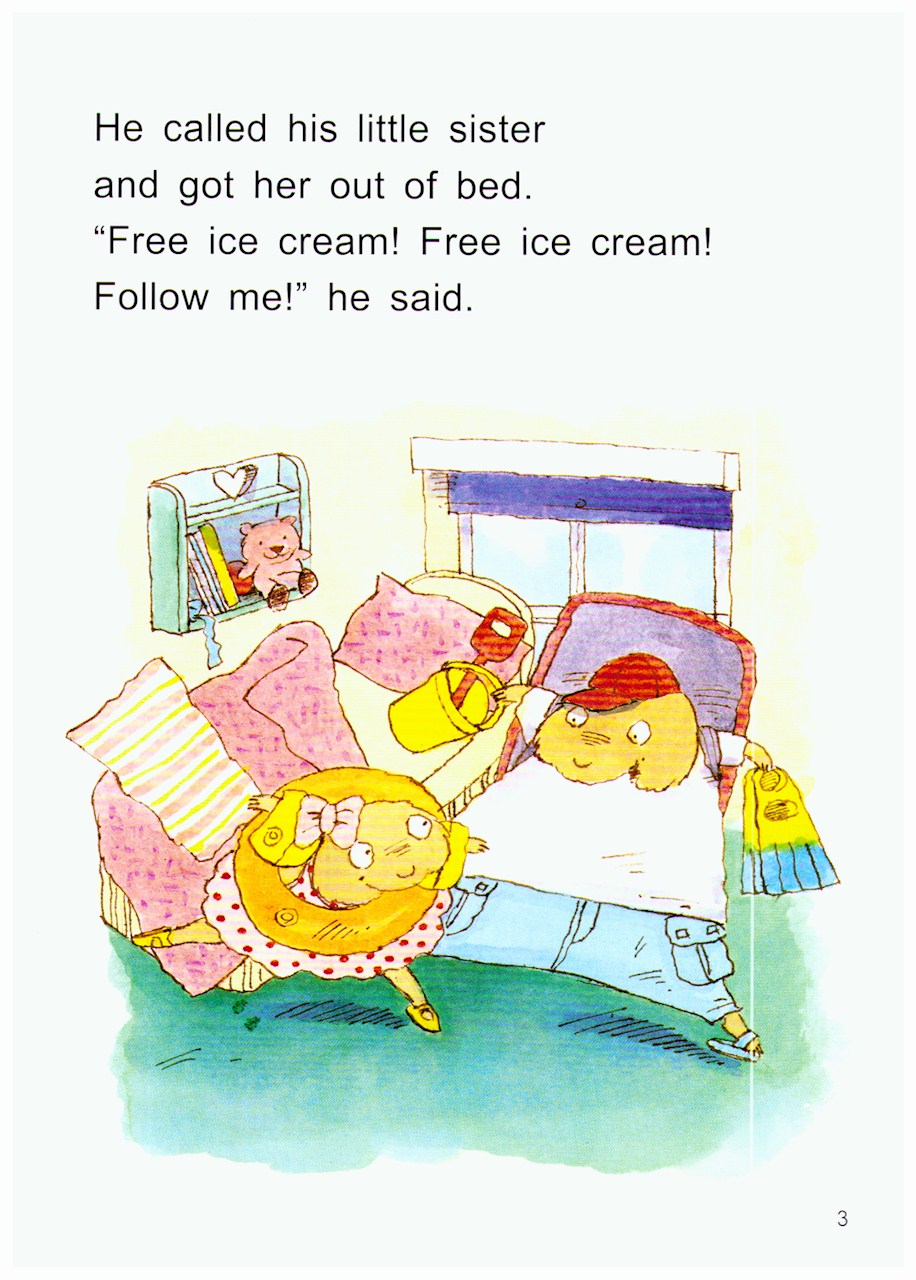 He called his little sister
and got her out of bed.
“Free ice cream! Free ice cream!
Follow me!” he said.
3